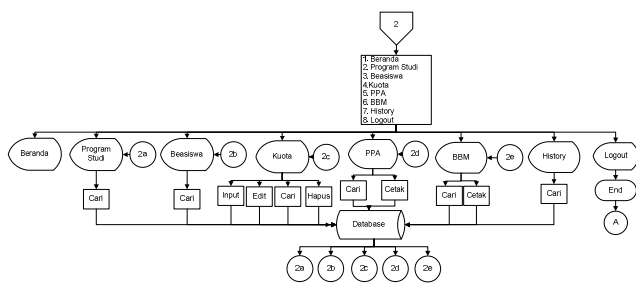 2
1. Beranda
2. Program Studi
3. Beasiswa
4.Kuota
5. PPA
6. BBM
7. History
8. Logout
Beranda
Program
Studi
2a
Beasiswa
2b
Kuota
2c
PPA
2d
BBM
2e
History
Logout
Cari
Cari
Input
Edit
Cari
Hapus
Cari
Cetak
Cari
Cetak
Cari
End
Database
A
2a
2b
2c
2d
2e